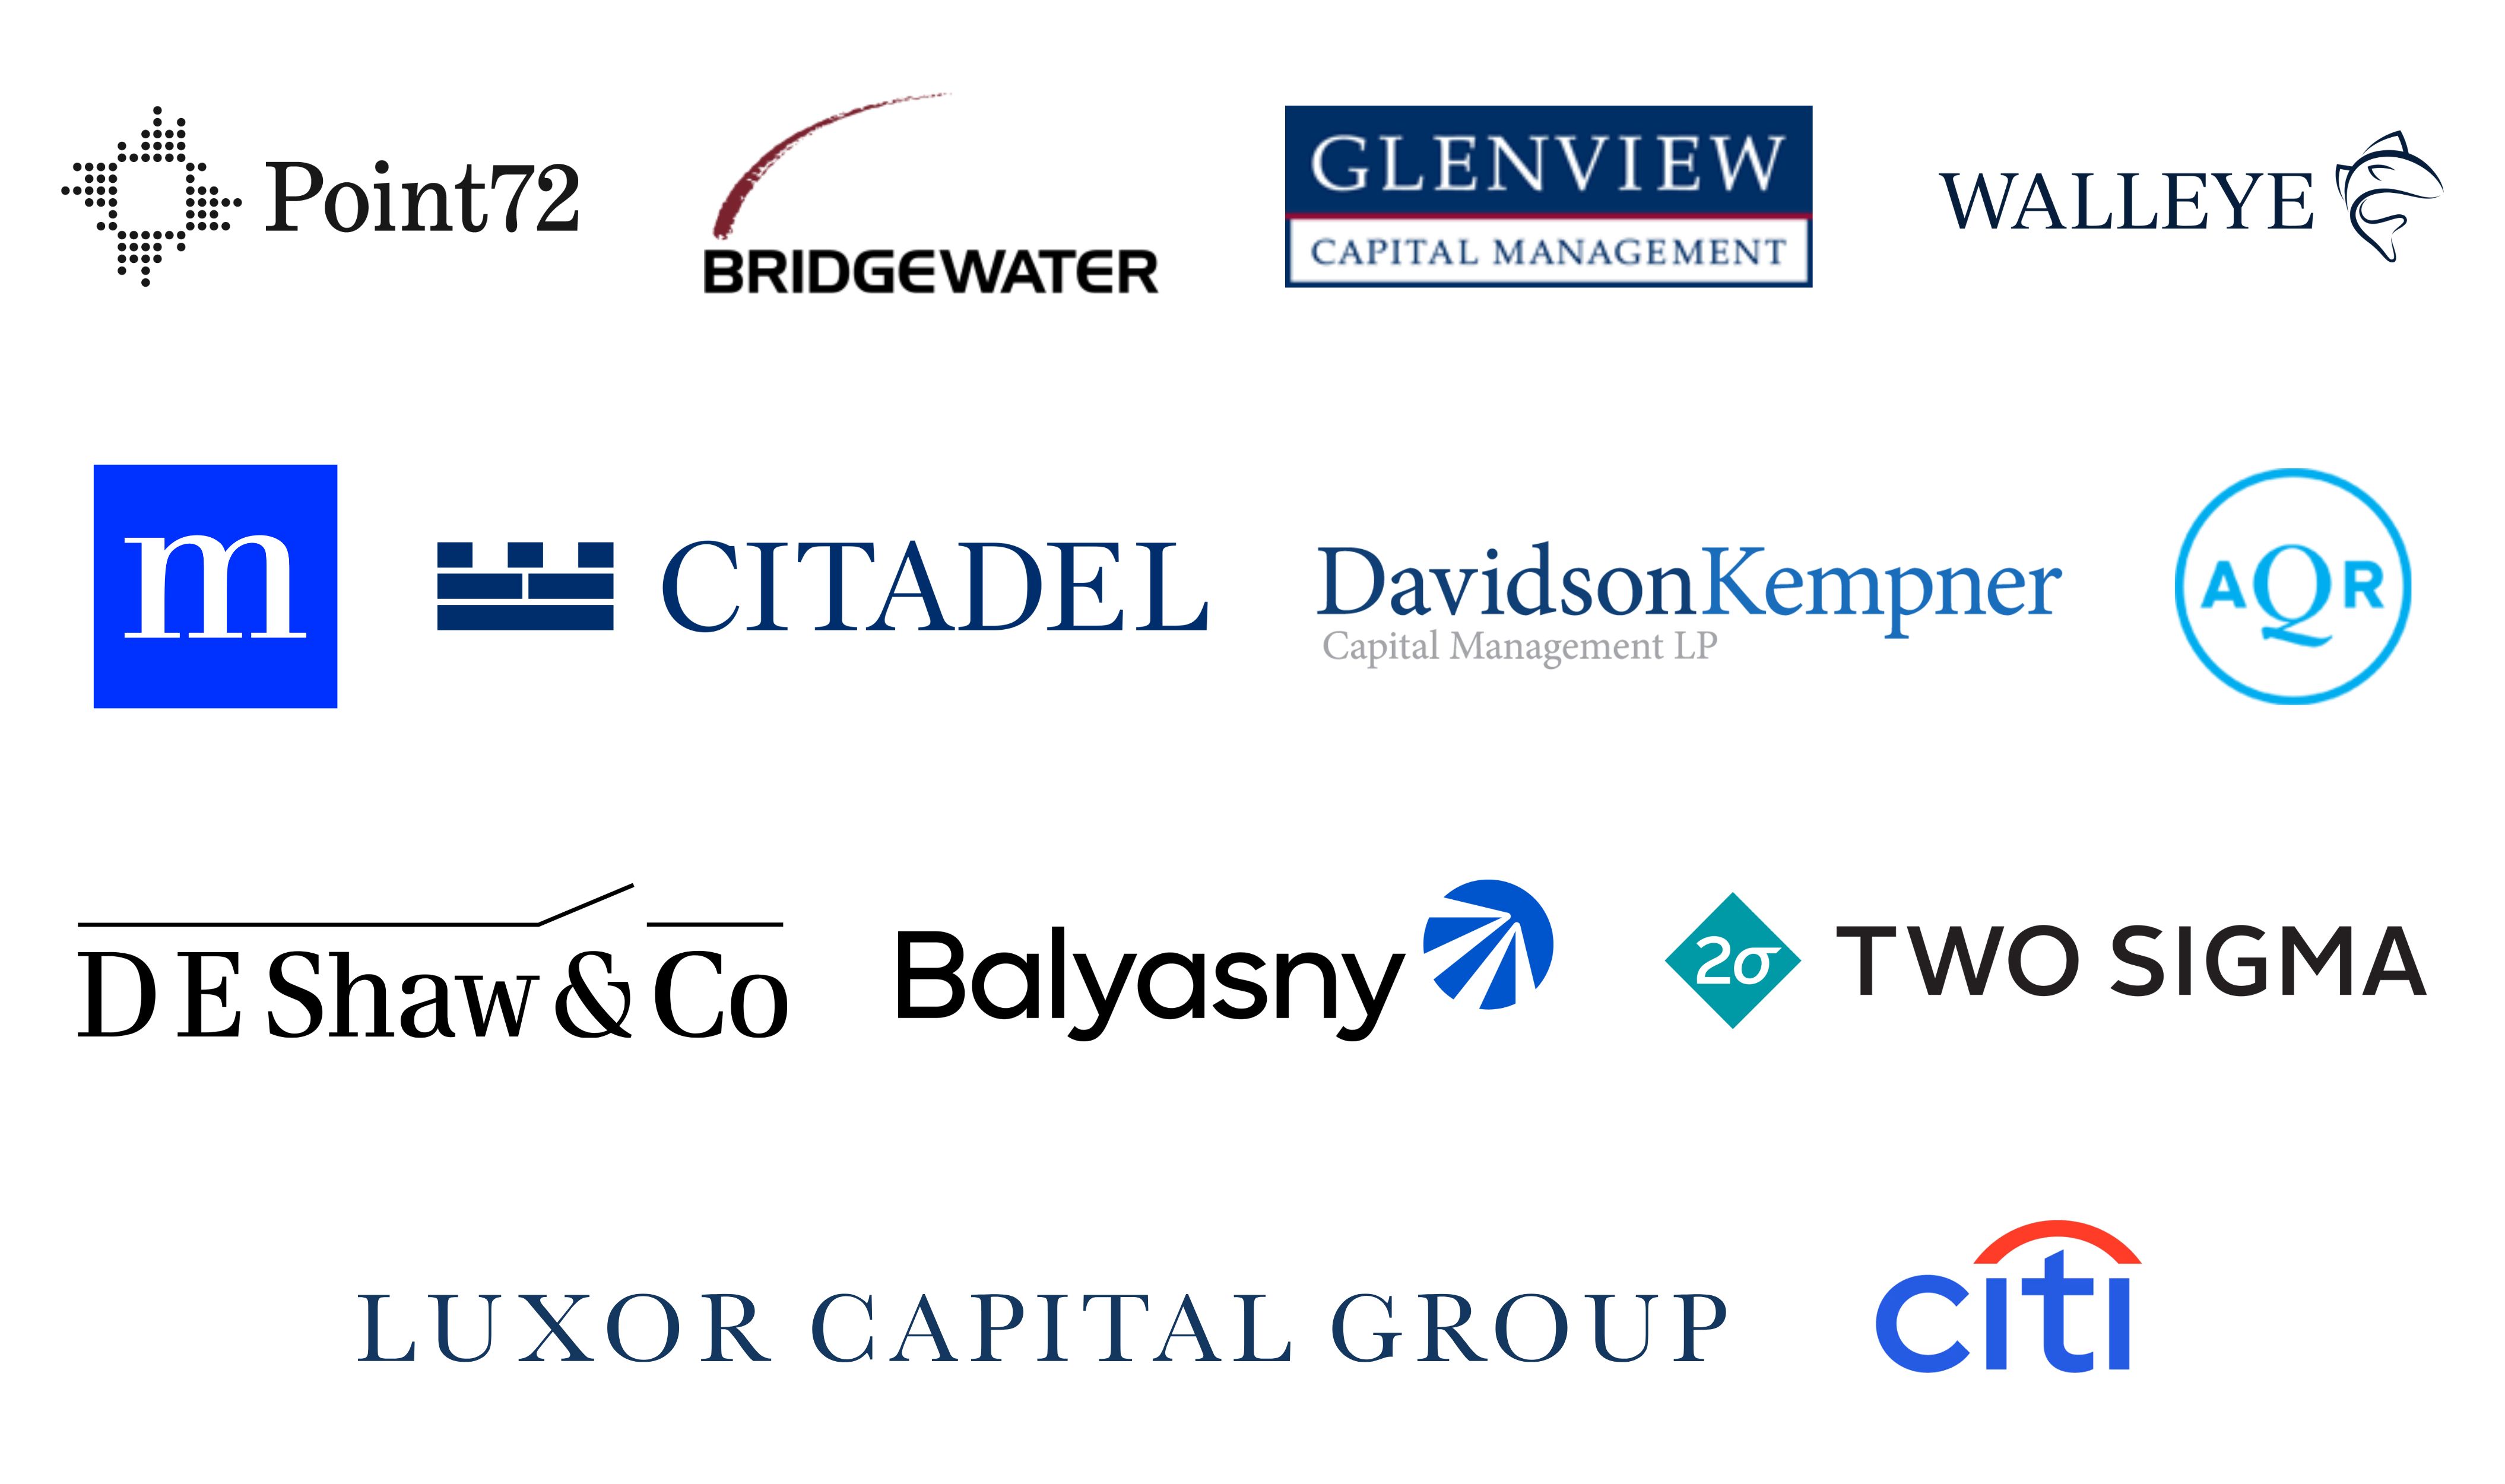 Point72
BRIDGEWATER
GLENVIEW
CAPITAL MANAGEMENT
WALLEYE
m
CITADEL
DavidsonKempner
Capital Management LP
AQR
D E Shaw & Co
Balyasny
2σ
TWO SIGMA
LUXOR CAPITAL GROUP
citi